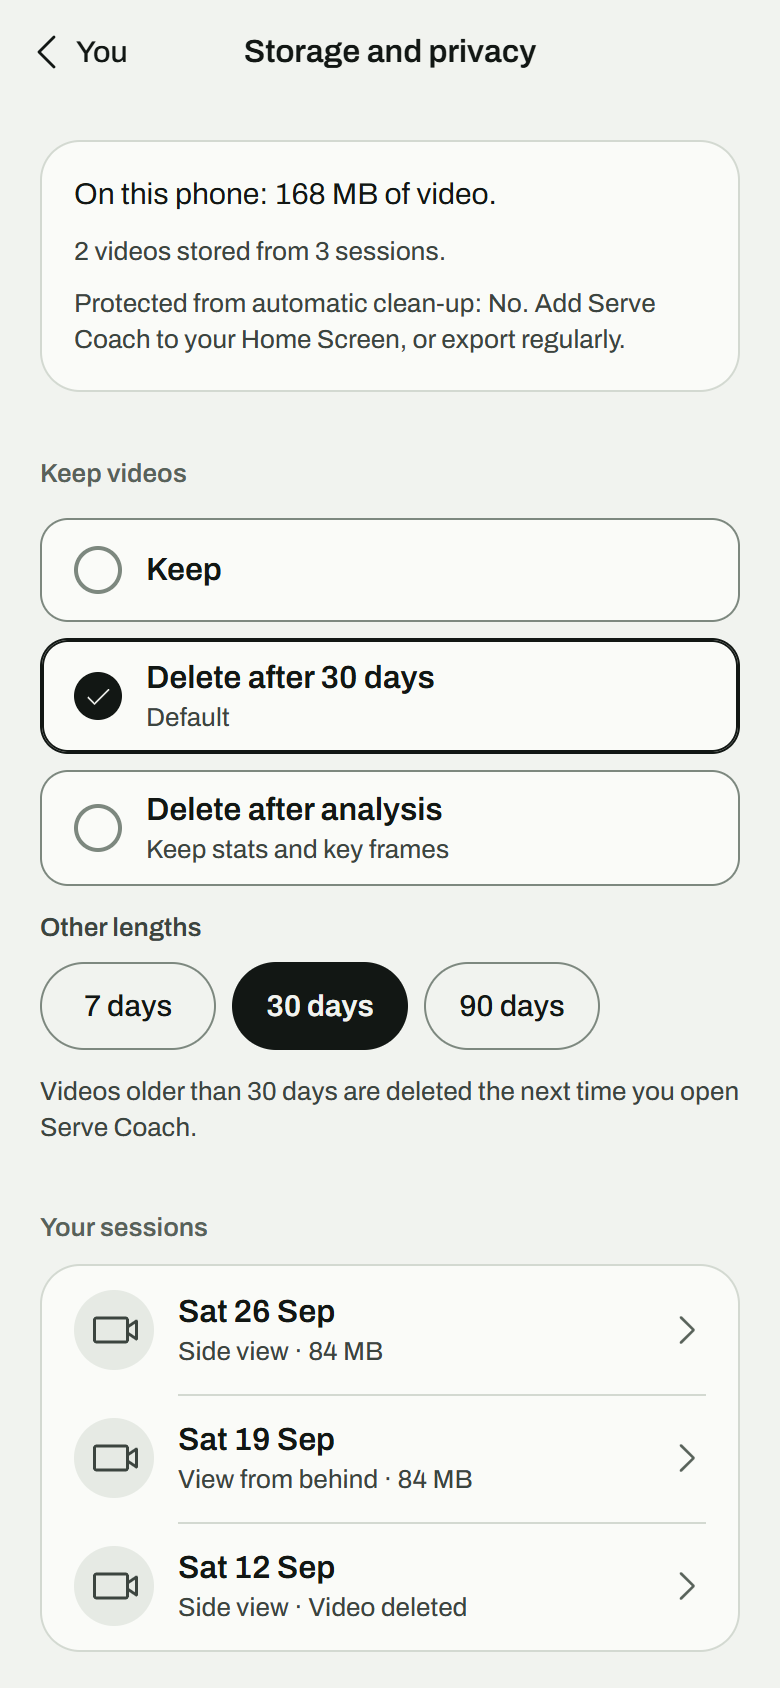 You
Storage and privacy
On this phone: 168 MB of video.
2 videos stored from 3 sessions.
Protected from automatic clean-up: No. Add Serve
Coach to your Home Screen, or export regularly.
Keep videos
Keep
Delete after 30 days
Default
Delete after analysis
Keep stats and key frames
Other lengths
7 days
30 days
90 days
Videos older than 30 days are deleted the next time you open
Serve Coach.
Your sessions
Sat 26 Sep
Side view · 84 MB
Sat 19 Sep
View from behind · 84 MB
Sat 12 Sep
Side view · Video deleted